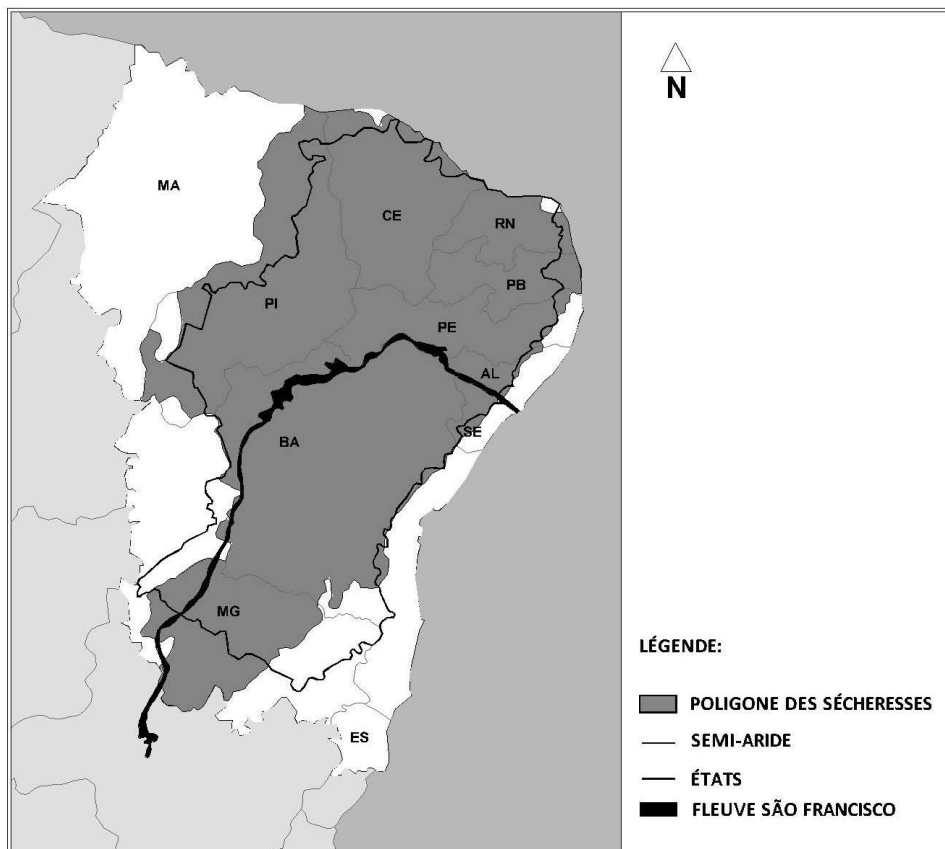 N
MA
CE
RN
PB
PI
PE
AL
SE
BA
MG
ES
LÉGENDE:
POLIGONE DES SÉCHERESSES
SEMI-ARIDE
ÉTATS
FLEUVE SÃO FRANCISCO